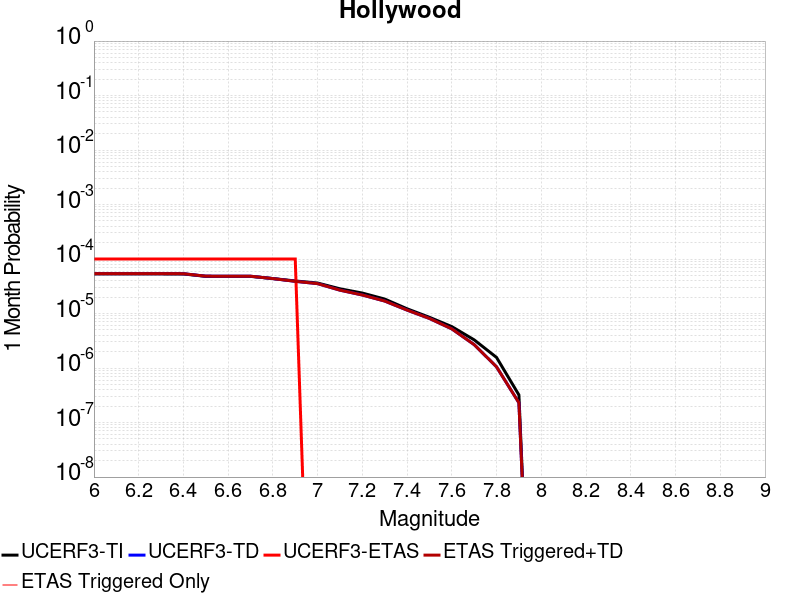 Hollywood
10^0
10^-1
10^-2
10^-3
10^-4
10^-5
10^-6
10^-7
10^-8
1 Month Probability
6 6.2 6.4 6.6 6.8 7 7.2 7.4 7.6 7.8 8 8.2 8.4 8.6 8.8 9
Magnitude
UCERF3-TI UCERF3-TD UCERF3-ETAS ETAS Triggered+TD
ETAS Triggered Only